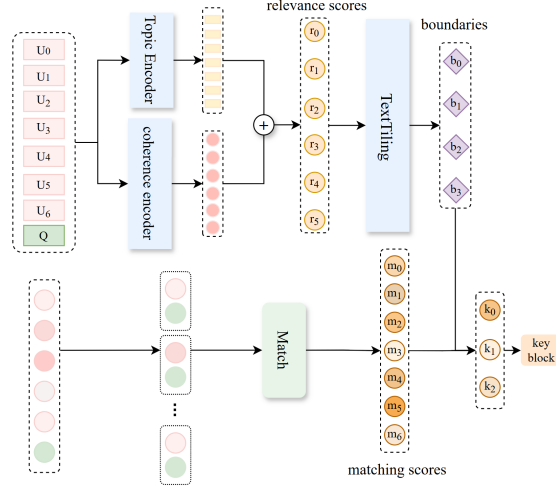 relevance scores
boundaries
U0
U1
U2
U3
U4
U5
U6
Q
Topic Encoder
coherence encoder
+
r0
r1
r2
r3
r4
r5
TextTiling
b0
b1
b2
b3
Match
m0
m1
m2
m3
m4
m5
m6
k0
k1
k2
key
block
matching scores